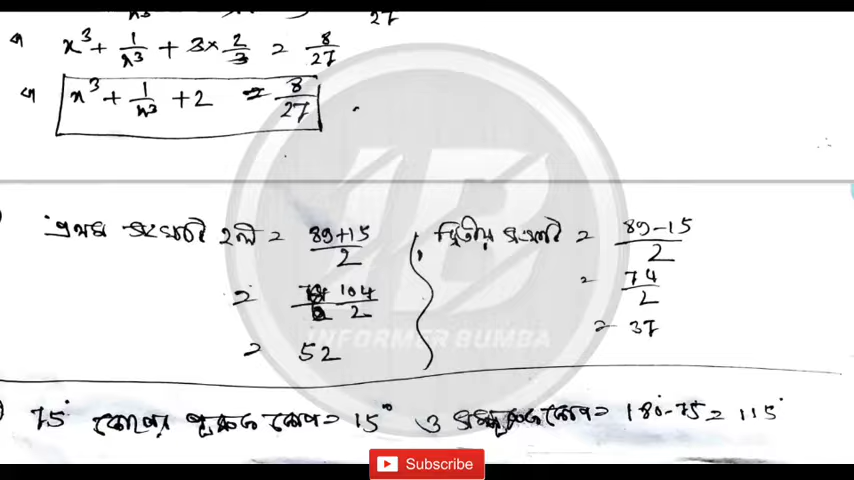 27
বা x³ + 1/x³ + 3 × 2/3 = 8/27
বা x³ + 1/x³ + 2 = 8/27
প্রথম সংখ্যাটি হবে = (89+15)/2
= 104/2
= 52
দ্বিতীয় সংখ্যাটি = (89-15)/2
= 74/2
= 37
75° কোণের পূরক কোণ = 15° ও সম্পূরক কোণ = 180-75 = 115°
INFORMER BUMBA
Subscribe